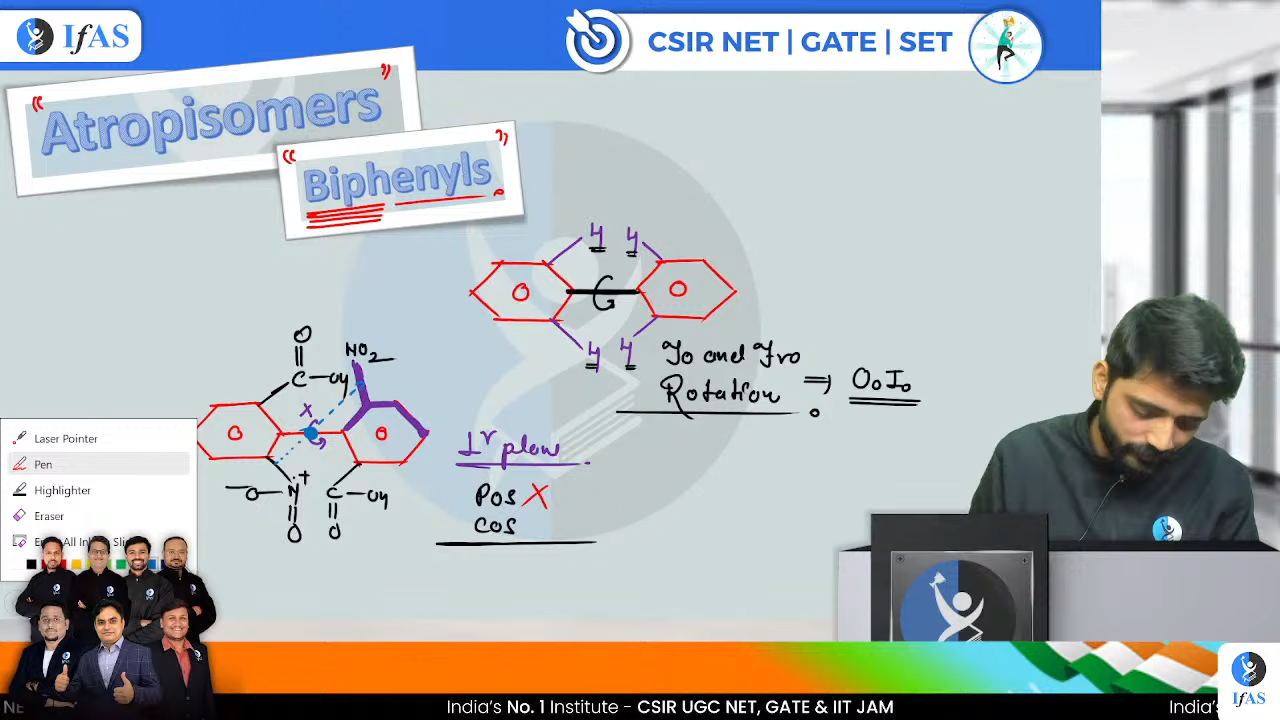 IfAS
CSIR NET | GATE | SET
“Atropisomers”
“Biphenyls”
H H
O O
H H
To and Fro
Rotation ⇒ O.I.
O
NO2
C—OH
X
O O
⊥r plane
POS X
COS
—O—N+ C—OH
O O
Laser Pointer
Pen
Highlighter
Eraser
India's No. 1 Institute - CSIR UGC NET, GATE & IIT JAM
India's
IfAS